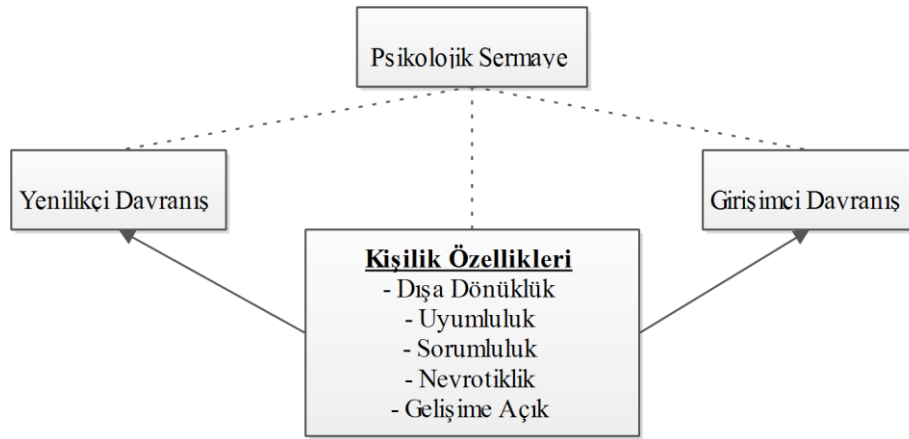 Psikolojik Sermaye
Yenilikçi Davranış
Girişimci Davranış
Kişilik Özellikleri
- Dışa Dönüklük
- Uyumluluk
- Sorumluluk
- Nevrotiklik
- Gelişime Açık